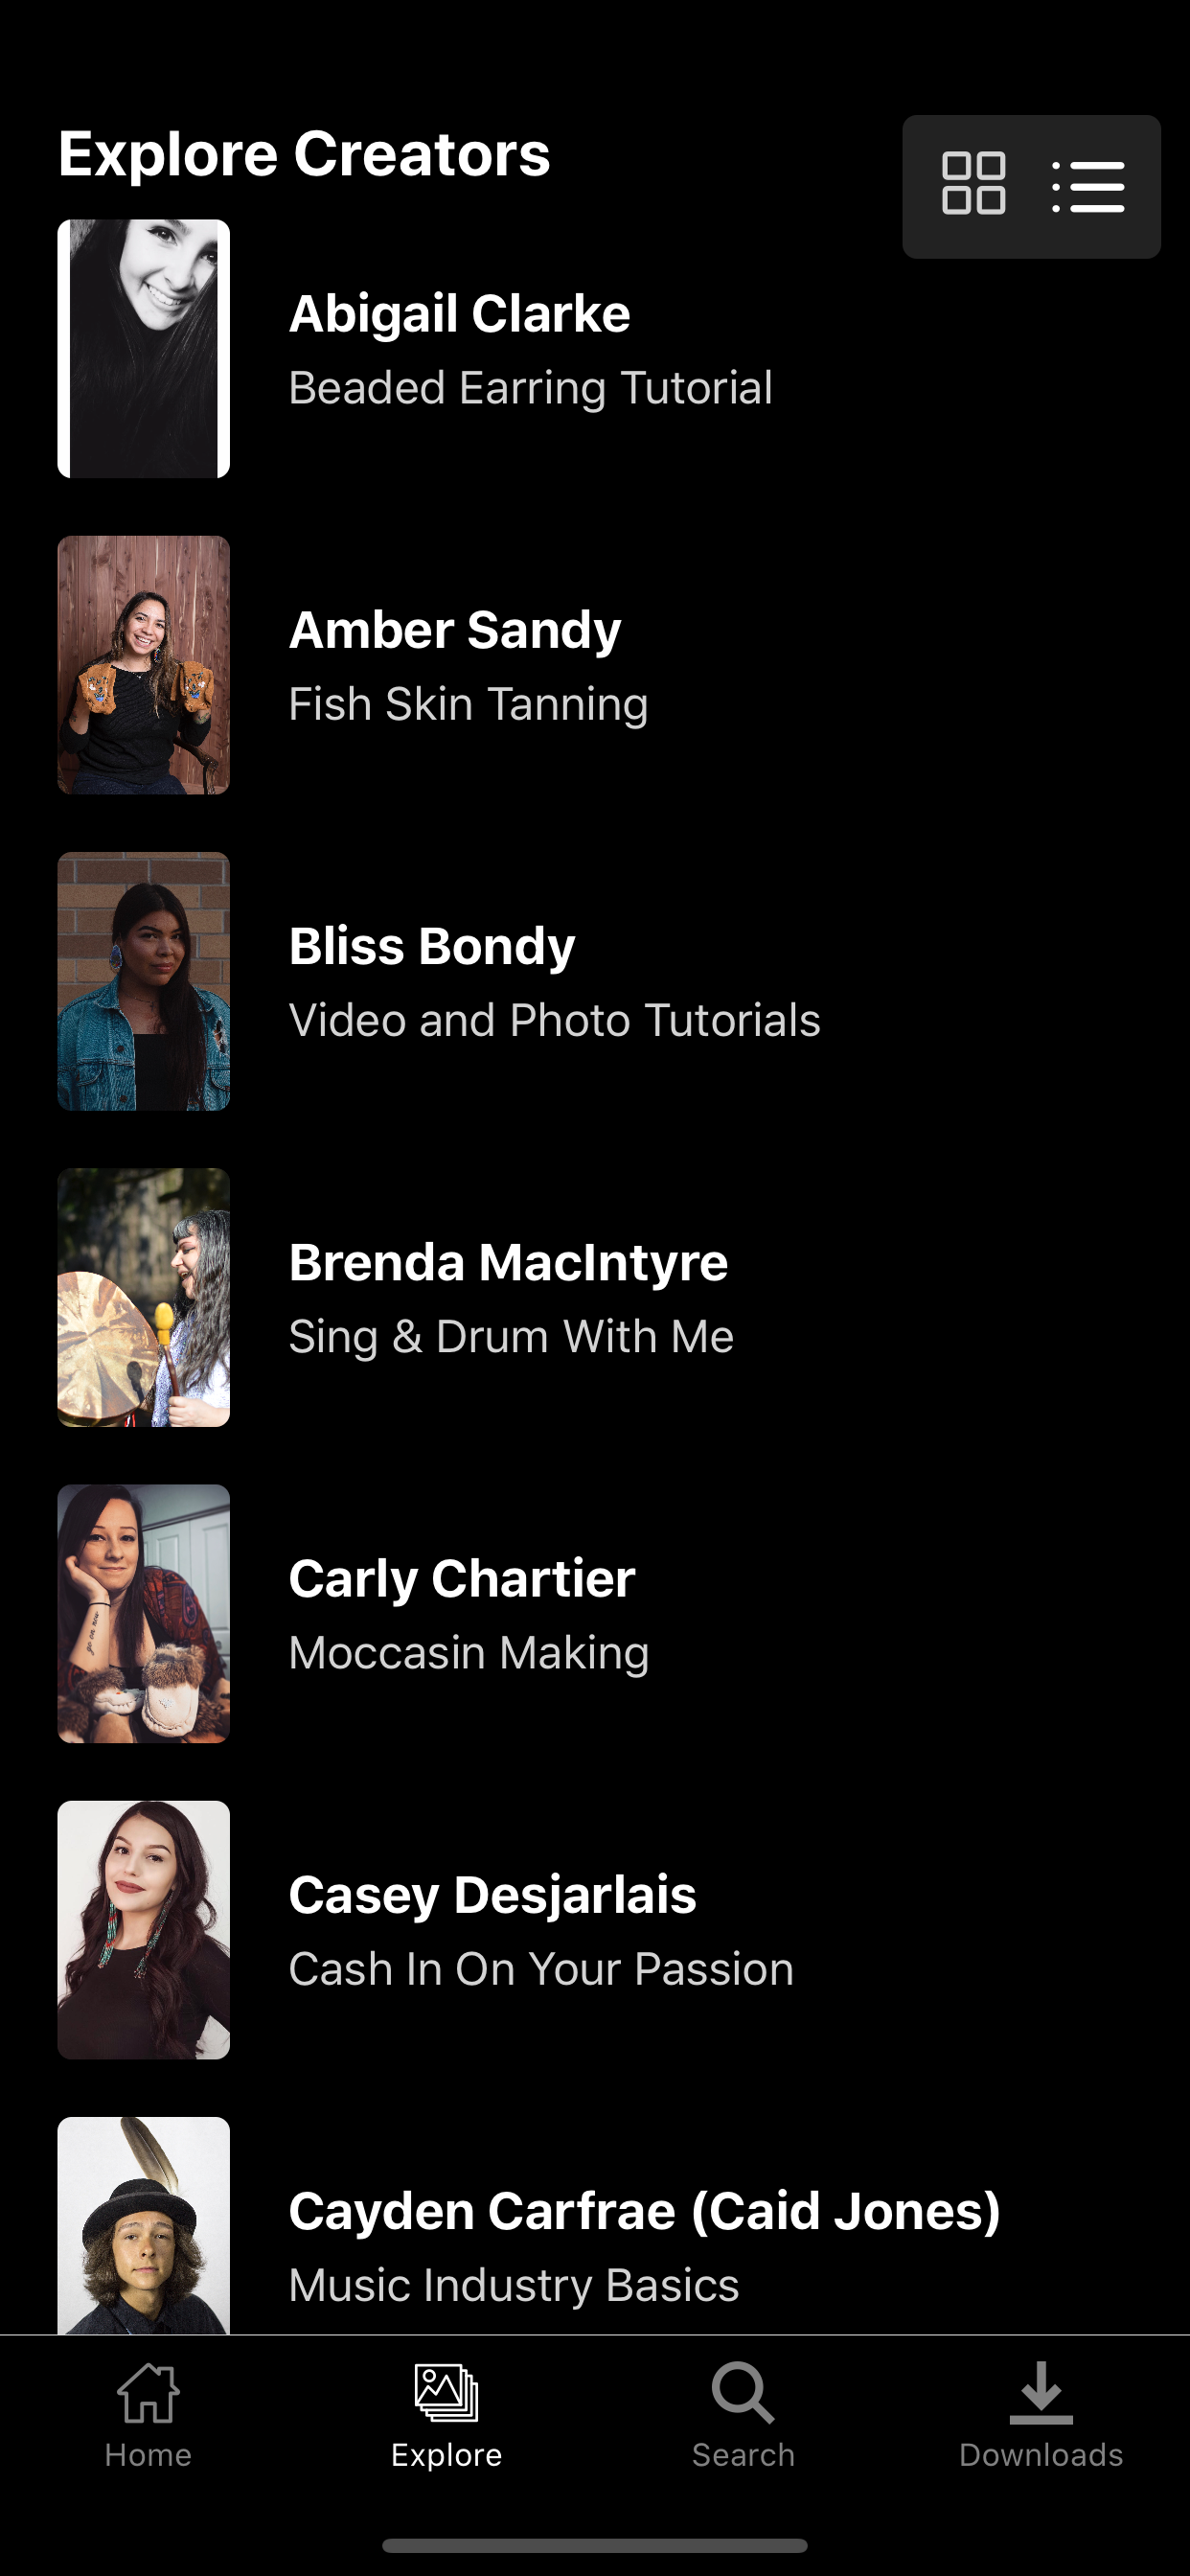 Explore Creators
Abigail Clarke
Beaded Earring Tutorial
Amber Sandy
Fish Skin Tanning
Bliss Bondy
Video and Photo Tutorials
Brenda MacIntyre
Sing & Drum With Me
Carly Chartier
Moccasin Making
Casey Desjarlais
Cash In On Your Passion
Cayden Carfrae (Caid Jones)
Music Industry Basics
Home
Explore
Search
Downloads